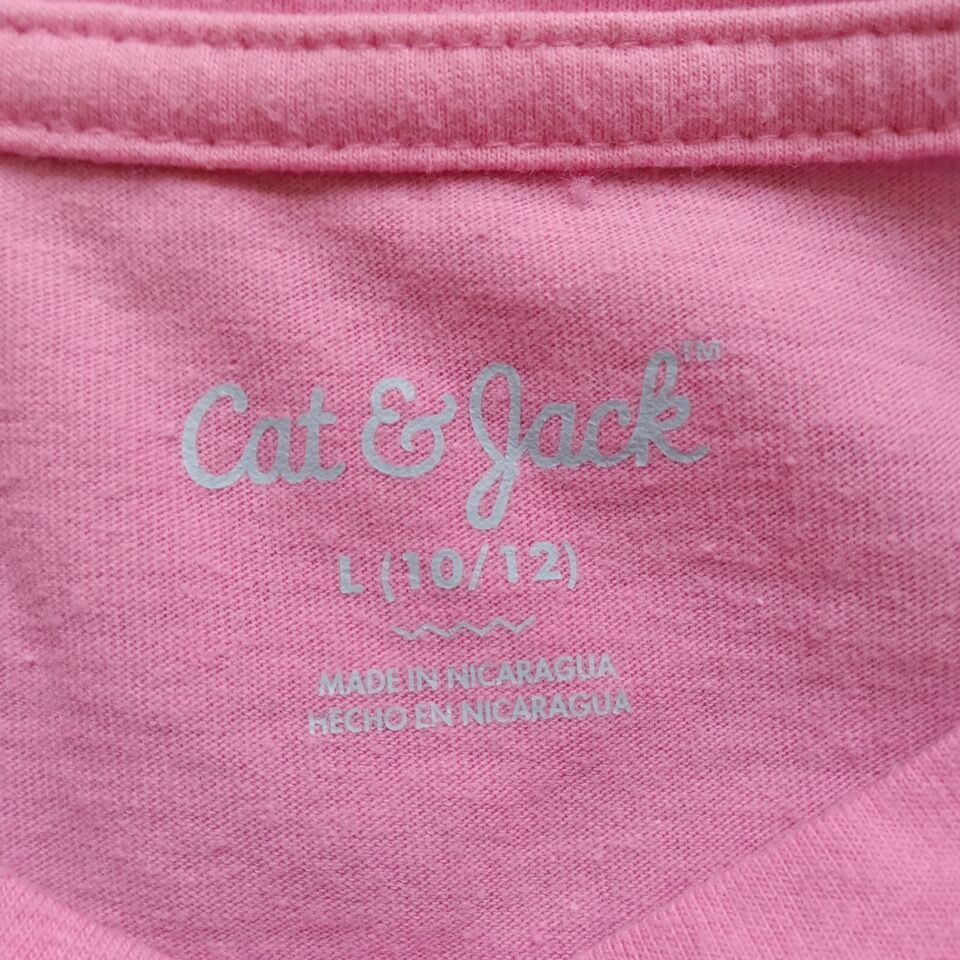 Cat & Jack™
L (10/12)
MADE IN NICARAGUA
HECHO EN NICARAGUA